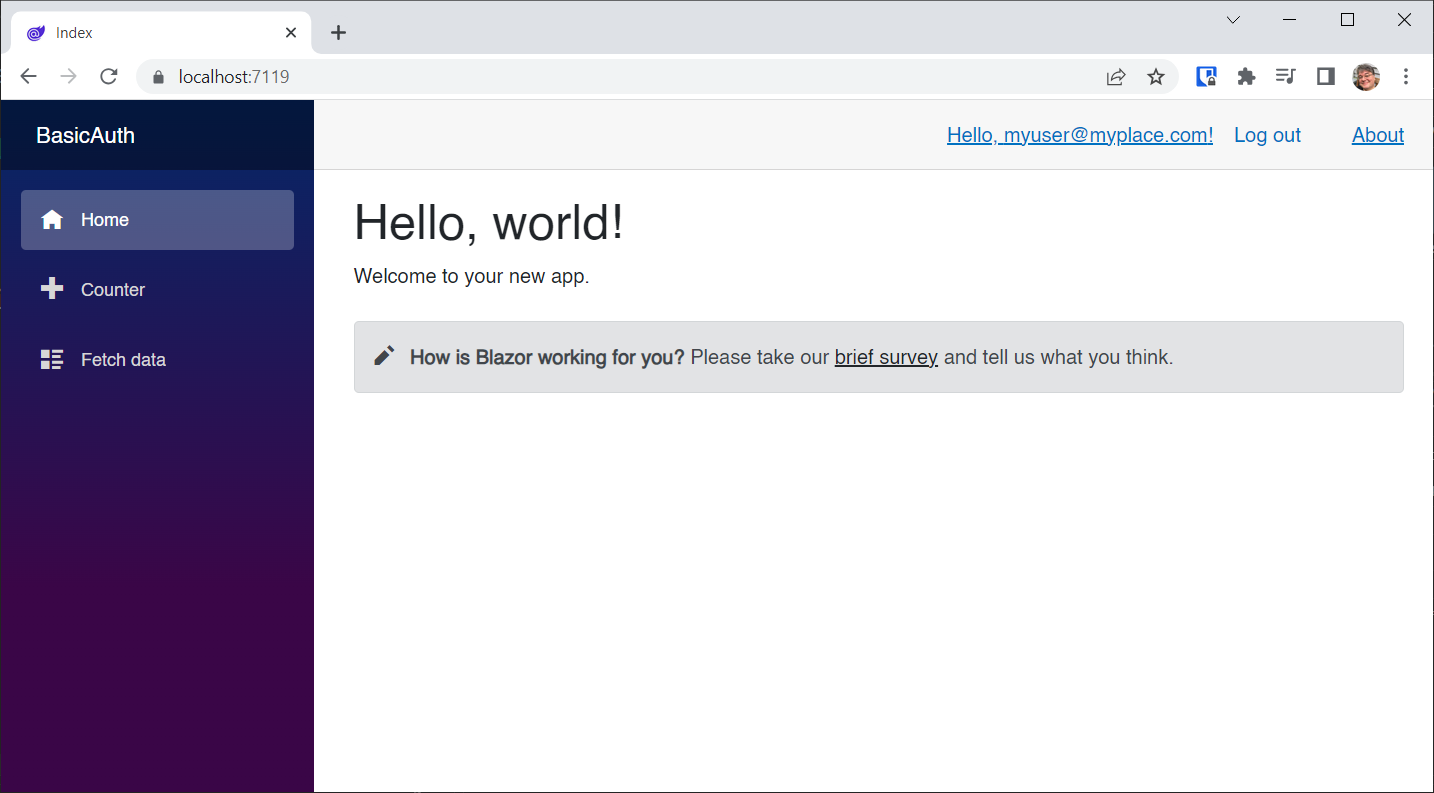 Index
localhost:7119
BasicAuth
Hello, myuser@myplace.com! Log out About
Home
Counter
Fetch data
Hello, world!
Welcome to your new app.
How is Blazor working for you? Please take our brief survey and tell us what you think.